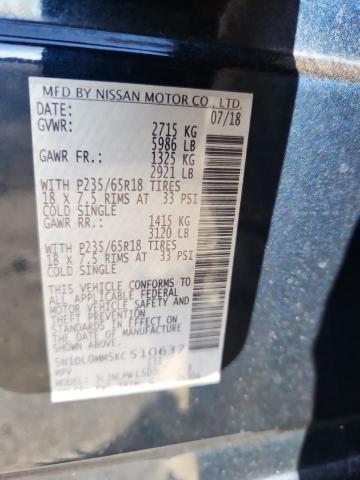 MFD BY NISSAN MOTOR CO., LTD.
DATE: 07/18
GVWR: 2715 KG
5986 LB
GAWR FR.: 1325 KG
2921 LB
WITH P235/65R18 TIRES
18 X 7.5 RIMS AT 33 PSI
COLD SINGLE
GAWR RR.: 1415 KG
3120 LB
WITH P235/65R18 TIRES
18 X 7.5 RIMS AT 33 PSI
COLD SINGLE
THIS VEHICLE CONFORMS TO
ALL APPLICABLE FEDERAL
MOTOR VEHICLE SAFETY
STANDARDS IN EFFECT ON
THE DATE OF MANUFACTURE
SHOWN ABOVE.
5N1DL0MM5KC510637
MPV
MODEL: